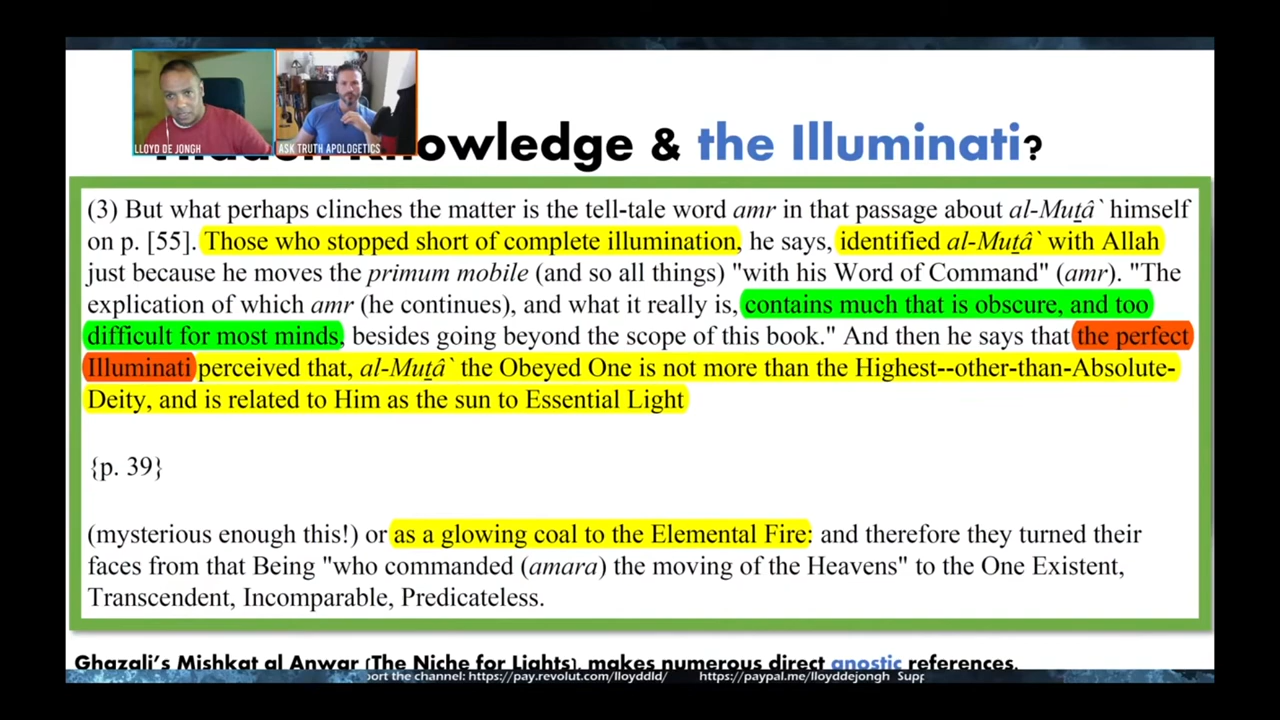 LLOYD DE JONGH
ASK TRUTH APOLOGETICS
Knowledge & the Illuminati?
(3) But what perhaps clinches the matter is the tell-tale word amr in that passage about al-Muṯâ` himself
on p. [55]. Those who stopped short of complete illumination, he says, identified al-Muṯâ` with Allah
just because he moves the primum mobile (and so all things) "with his Word of Command" (amr). "The
explication of which amr (he continues), and what it really is, contains much that is obscure, and too
difficult for most minds, besides going beyond the scope of this book." And then he says that the perfect
Illuminati perceived that, al-Muṯâ` the Obeyed One is not more than the Highest--other-than-Absolute-
Deity, and is related to Him as the sun to Essential Light
{p. 39}
(mysterious enough this!) or as a glowing coal to the Elemental Fire: and therefore they turned their
faces from that Being "who commanded (amara) the moving of the Heavens" to the One Existent,
Transcendent, Incomparable, Predicateless.
Ghazali's Mishkat al Anwar (The Niche for Lights), makes numerous direct gnostic references.
port the channel: https://pay.revolut.com/lloyddld/ https://paypal.me/lloyddejongh Supp